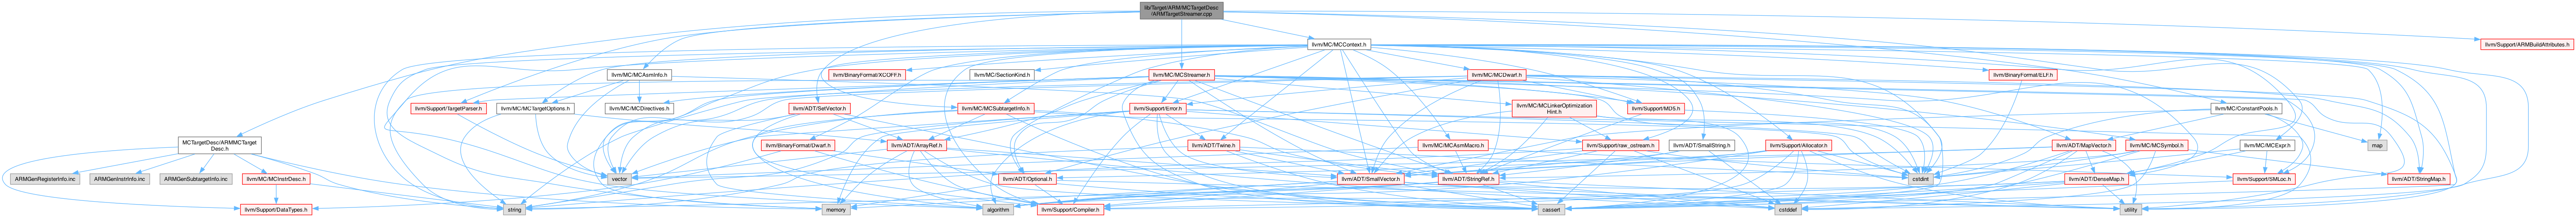 lib/Target/ARM/MCTargetDesc
/ARMTargetStreamer.cpp
llvm/MC/MCContext.h
llvm/Support/ARMBuildAttributes.h
llvm/MC/MCAsmInfo.h
llvm/BinaryFormat/XCOFF.h
llvm/MC/SectionKind.h
llvm/MC/MCStreamer.h
llvm/MC/MCDwarf.h
llvm/BinaryFormat/ELF.h
llvm/Support/TargetParser.h
llvm/MC/MCTargetOptions.h
llvm/MC/MCDirectives.h
llvm/ADT/SetVector.h
llvm/MC/MCSubtargetInfo.h
llvm/Support/Error.h
llvm/MC/MCLinkerOptimization
Hint.h
llvm/Support/MD5.h
llvm/MC/ConstantPools.h
MCTargetDesc/ARMMCTarget
Desc.h
llvm/BinaryFormat/Dwarf.h
llvm/ADT/ArrayRef.h
llvm/ADT/Twine.h
llvm/MC/MCAsmMacro.h
llvm/Support/raw_ostream.h
llvm/ADT/SmallString.h
llvm/Support/Allocator.h
llvm/ADT/MapVector.h
llvm/MC/MCSymbol.h
llvm/MC/MCExpr.h
map
ARMGenRegisterInfo.inc
ARMGenInstrInfo.inc
ARMGenSubtargetInfo.inc
llvm/MC/MCInstrDesc.h
vector
llvm/ADT/Optional.h
llvm/ADT/SmallVector.h
llvm/ADT/StringRef.h
cstdint
llvm/ADT/DenseMap.h
llvm/Support/SMLoc.h
llvm/ADT/StringMap.h
llvm/Support/DataTypes.h
string
memory
algorithm
llvm/Support/Compiler.h
cassert
cstddef
utility